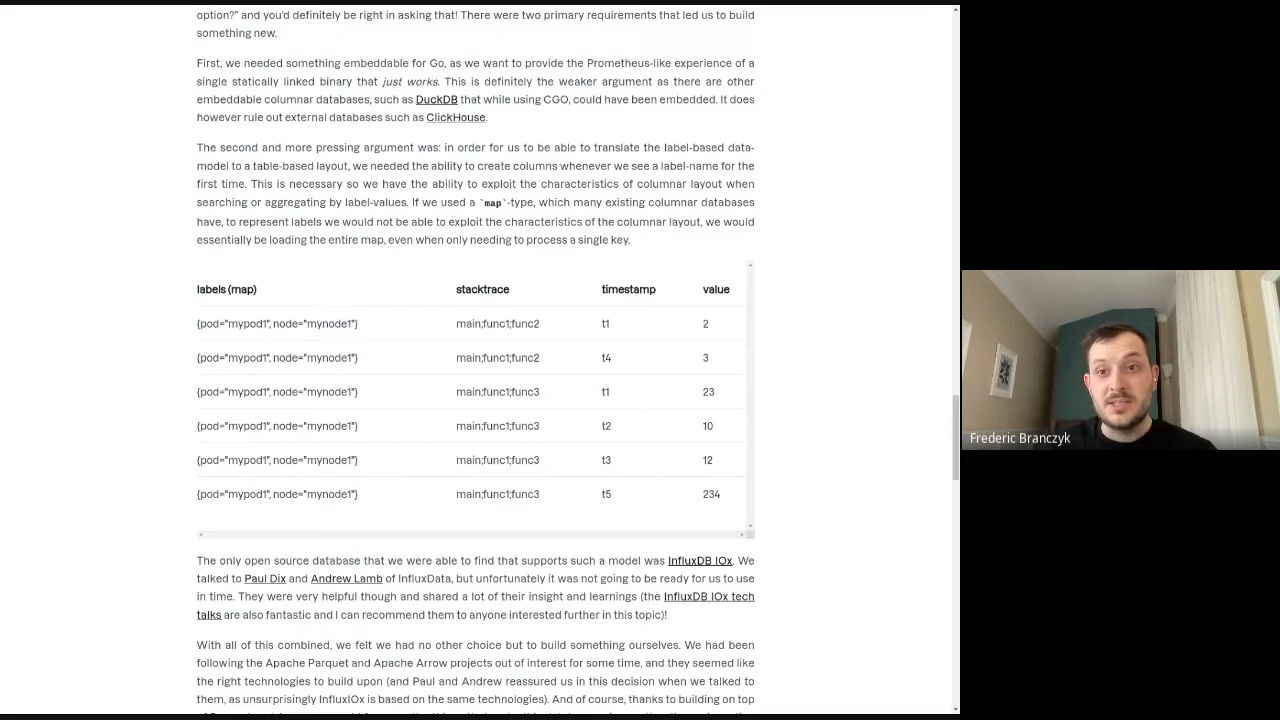 option?" and you'd definitely be right in asking that! There were two primary requirements that led us to build
something new.
First, we needed something embeddable for Go, as we want to provide the Prometheus-like experience of a
single statically linked binary that just works. This is definitely the weaker argument as there are other
embeddable columnar databases, such as DuckDB that while using CGO, could have been embedded. It does
however rule out external databases such as ClickHouse.
The second and more pressing argument was: in order for us to be able to translate the label-based data-
model to a table-based layout, we needed the ability to create columns whenever we see a label-name for the
first time. This is necessary so we have the ability to exploit the characteristics of columnar layout when
searching or aggregating by label-values. If we used a `map`-type, which many existing columnar databases
have, to represent labels we would not be able to exploit the characteristics of the columnar layout, we would
essentially be loading the entire map, even when only needing to process a single key.
labels (map) stacktrace timestamp value
{pod="mypod1", node="mynode1"} main;func1;func2 t1 2
{pod="mypod1", node="mynode1"} main;func1;func2 t4 3
{pod="mypod1", node="mynode1"} main;func1;func3 t1 23
{pod="mypod1", node="mynode1"} main;func1;func3 t2 10
{pod="mypod1", node="mynode1"} main;func1;func3 t3 12
{pod="mypod1", node="mynode1"} main;func1;func3 t5 234
The only open source database that we were able to find that supports such a model was InfluxDB IOx. We
talked to Paul Dix and Andrew Lamb of InfluxData, but unfortunately it was not going to be ready for us to use
in time. They were very helpful though and shared a lot of their insight and learnings (the InfluxDB IOx tech
talks are also fantastic and I can recommend them to anyone interested further in this topic)!
With all of this combined, we felt we had no other choice but to build something ourselves. We had been
following the Apache Parquet and Apache Arrow projects out of interest for some time, and they seemed like
the right technologies to build upon (and Paul and Andrew reassured us in this decision when we talked to
them, as unsurprisingly InfluxIOx is based on the same technologies). And of course, thanks to building on top
Frederic Branczyk